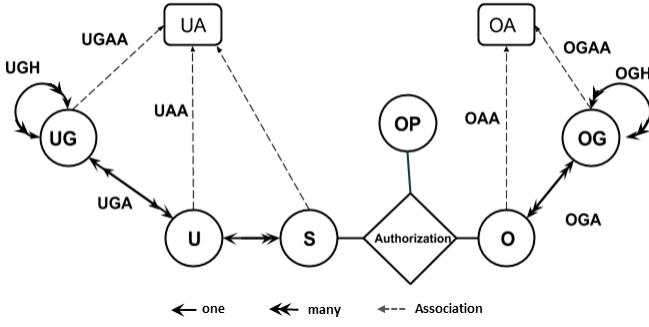 UA
OA
UGAA
OGAA
UGH
OGH
UAA
OAA
OP
UG
OG
UGA
OGA
U
S
Authorization
O
one
many
Association